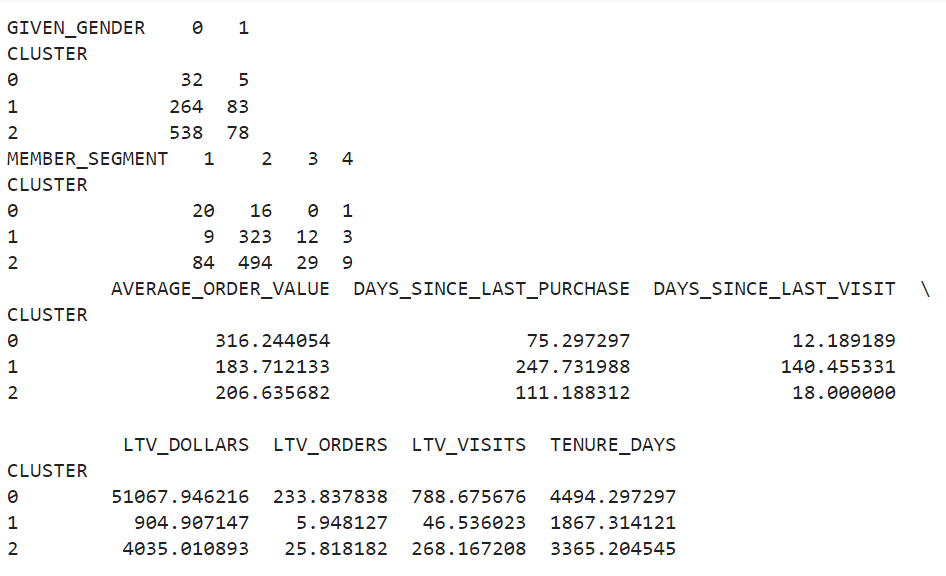 GIVEN_GENDER 0 1
CLUSTER
0 32 5
1 264 83
2 538 78
MEMBER_SEGMENT 1 2 3 4
CLUSTER
0 20 16 0 1
1 9 323 12 3
2 84 494 29 9
AVERAGE_ORDER_VALUE DAYS_SINCE_LAST_PURCHASE DAYS_SINCE_LAST_VISIT \
CLUSTER
0 316.244054 75.297297 12.189189
1 183.712133 247.731988 140.455331
2 206.635682 111.188312 18.000000
LTV_DOLLARS LTV_ORDERS LTV_VISITS TENURE_DAYS
CLUSTER
0 51067.946216 233.837838 788.675676 4494.297297
1 904.907147 5.948127 46.536023 1867.314121
2 4035.010893 25.818182 268.167208 3365.204545